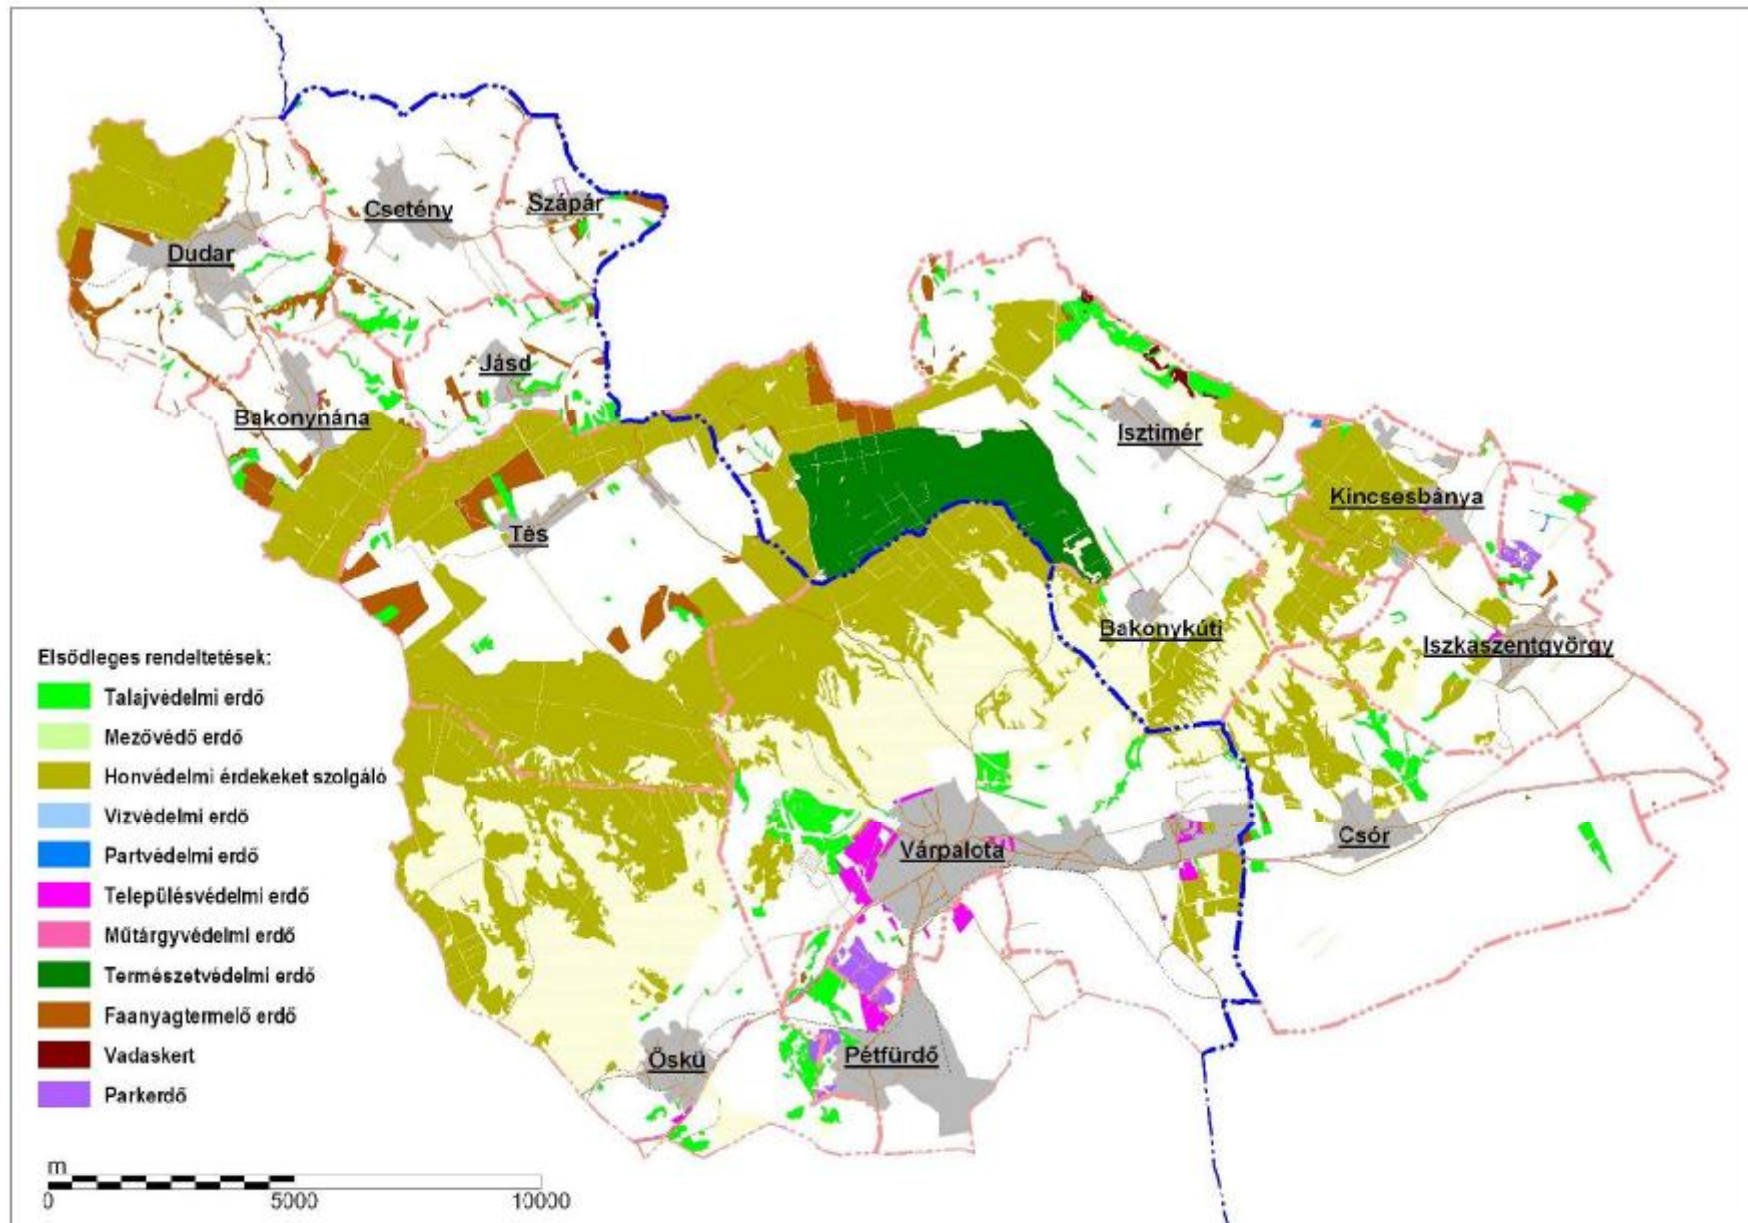 Szápár
Csetény
Dudar
Jásd
Bakonynána
Isztimér
Kincsesbánya
Tés
Bakonykúti
Iszkaszentgyörgy
Elsődleges rendeltetések:
Talajvédelmi erdő
Mezővédő erdő
Honvédelmi érdekeket szolgáló
Vízvédelmi erdő
Partvédelmi erdő
Településvédelmi erdő
Műtárgyvédelmi erdő
Természetvédelmi erdő
Faanyagtermelő erdő
Vadaskert
Parkerdő
Csór
Várpalota
Öskü
Pétfürdő
m
0 5000 10000